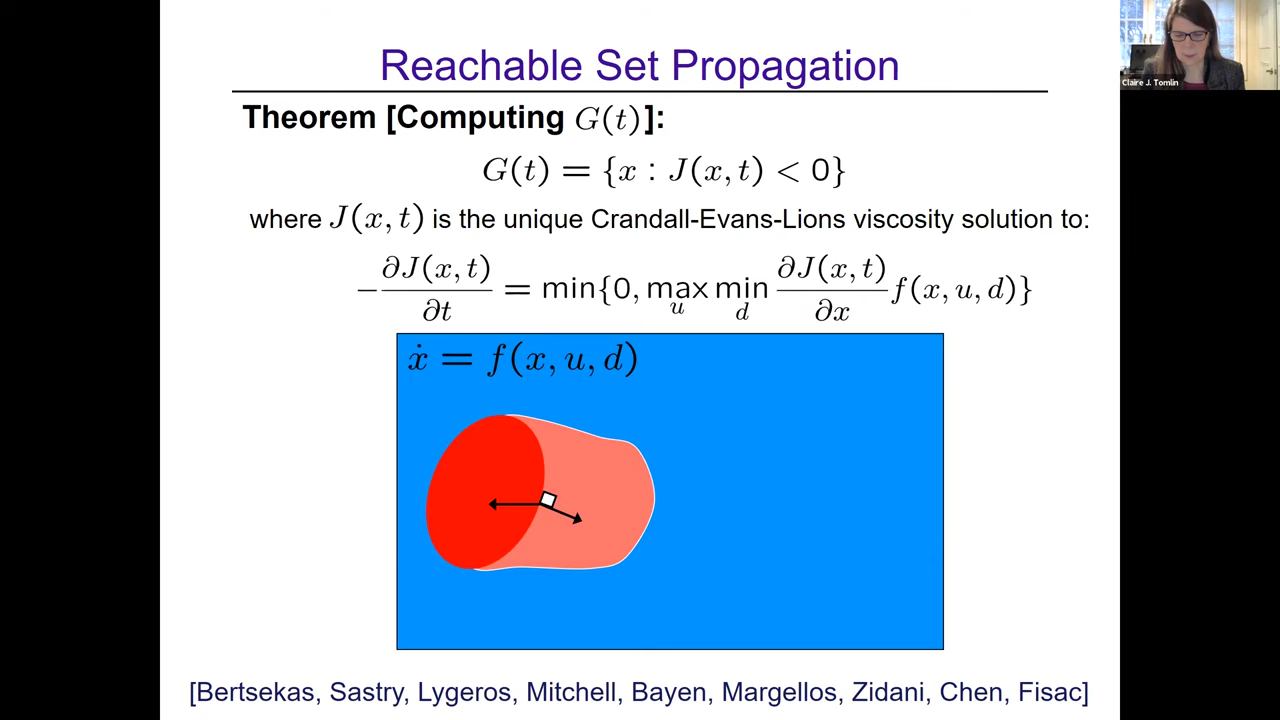 Reachable Set Propagation
Claire J. Tomlin
Theorem [Computing G(t)]:
G(t) = {x : J(x, t) < 0}
where J(x, t) is the unique Crandall-Evans-Lions viscosity solution to:
−∂J(x, t)/∂t = min{0, max_u min_d ∂J(x, t)/∂x f(x, u, d)}
ẋ = f(x, u, d)
[Bertsekas, Sastry, Lygeros, Mitchell, Bayen, Margellos, Zidani, Chen, Fisac]